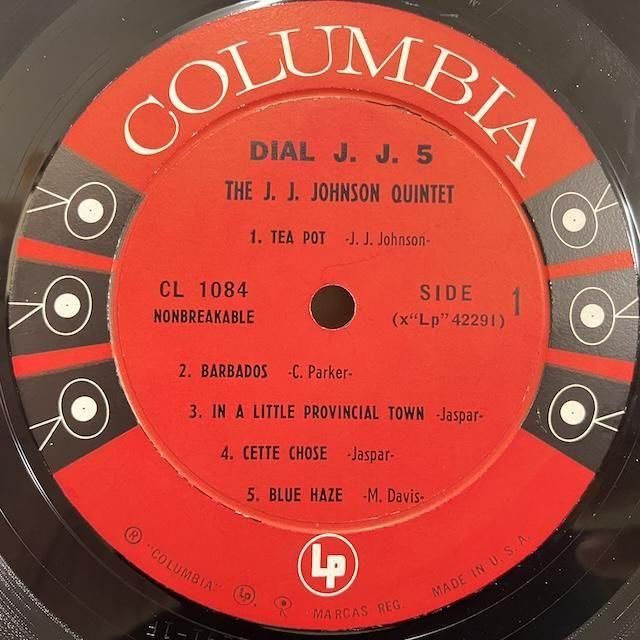 COLUMBIA
DIAL J. J. 5
THE J. J. JOHNSON QUINTET
1. TEA POT -J. J. Johnson-
CL 1084
NONBREAKABLE
SIDE 1
(x"Lp"42291)
2. BARBADOS -C. Parker-
3. IN A LITTLE PROVINCIAL TOWN -Jaspar-
4. CETTE CHOSE -Jaspar-
5. BLUE HAZE -M. Davis-
LP
® "COLUMBIA" LP MARCAS REG. MADE IN U.S.A.